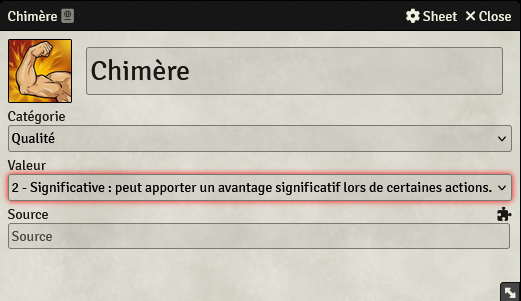 Chimère Sheet Close
Chimère
Catégorie
Qualité
Valeur
2 - Significative : peut apporter un avantage significatif lors de certaines actions.
Source
Source